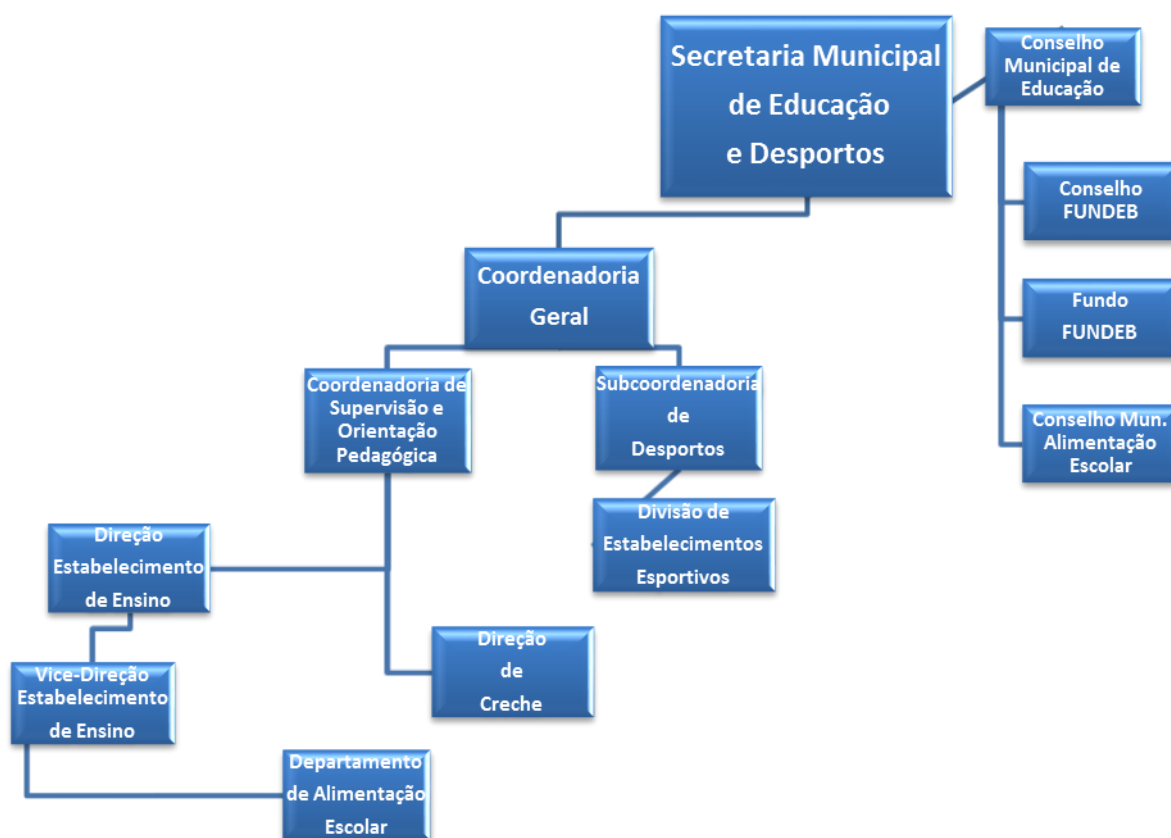 Secretaria Municipal
de Educação
e Desportos
Conselho
Municipal de
Educação
Conselho
FUNDEB
Fundo
FUNDEB
Conselho Mun.
Alimentação
Escolar
Coordenadoria
Geral
Coordenadoria de
Supervisão e
Orientação
Pedagógica
Subcoordenadoria
de
Desportos
Divisão de
Estabelecimentos
Esportivos
Direção
Estabelecimento
de Ensino
Vice-Direção
Estabelecimento
de Ensino
Direção
de
Creche
Departamento
de Alimentação
Escolar